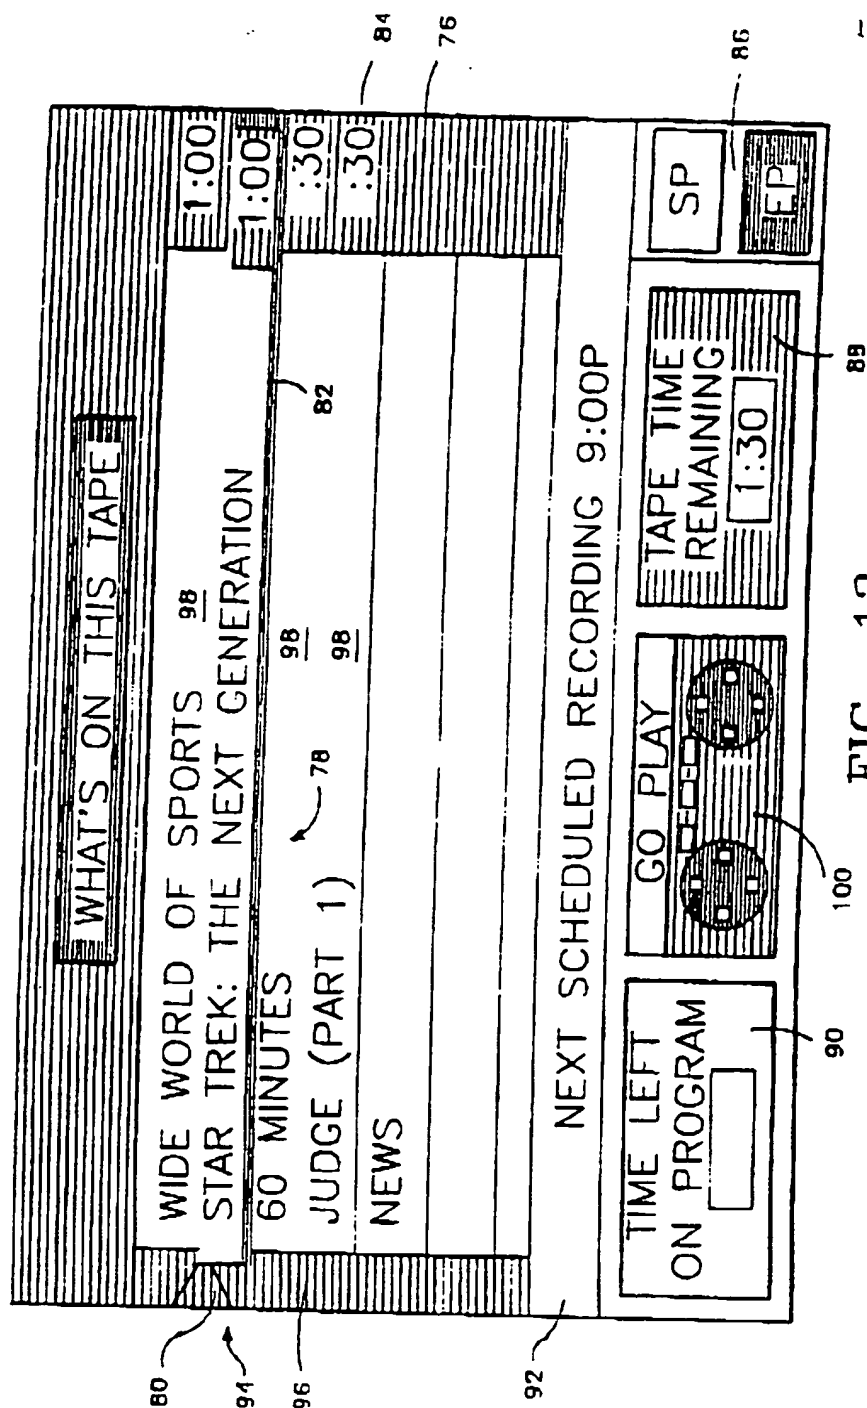 WHAT'S ON THIS TAPE
WIDE WORLD OF SPORTS 1:00
STAR TREK: THE NEXT GENERATION 1:00
60 MINUTES :30
JUDGE (PART 1) :30
NEWS
NEXT SCHEDULED RECORDING 9:00P
TIME LEFT
ON PROGRAM
GO PLAY
TAPE TIME
REMAINING
1:30
SP
EP
80
94
96
92
98
98
98
78
82
84
76
86
90
100
88
FIG.